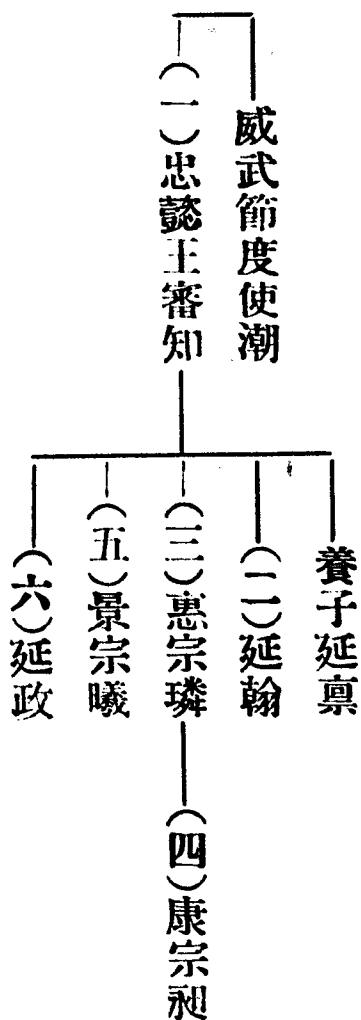 威武節度使潮
（一）忠懿王審知
養子延禀
（二）延翰
（三）惠宗璘
（五）景宗曦
（六）延政
（四）康宗昶